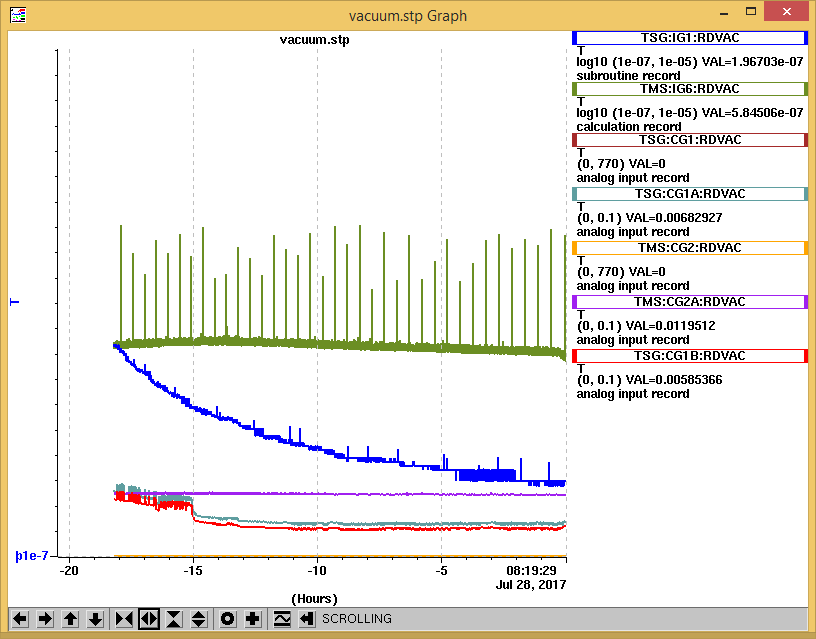 vacuum.stp Graph
vacuum.stp
TSG:IG1:RDVAC
T
log10 (1e-07, 1e-05) VAL=1.96703e-07
subroutine record
TMS:IG6:RDVAC
T
log10 (1e-07, 1e-05) VAL=5.84506e-07
calculation record
TSG:CG1:RDVAC
T
(0, 770) VAL=0
analog input record
TSG:CG1A:RDVAC
T
(0, 0.1) VAL=0.00682927
analog input record
TMS:CG2:RDVAC
T
(0, 770) VAL=0
analog input record
TMS:CG2A:RDVAC
T
(0, 0.1) VAL=0.0119512
analog input record
TSG:CG1B:RDVAC
T
(0, 0.1) VAL=0.00585366
analog input record
T
1e-7
-20
-15
-10
-5
08:19:29
Jul 28, 2017
(Hours)
SCROLLING